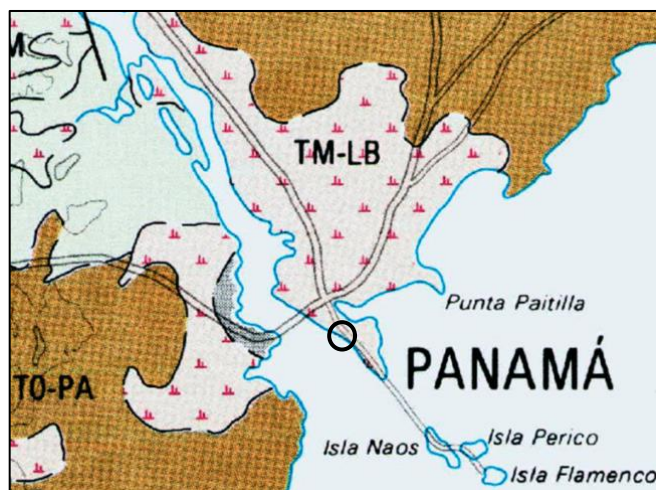 MS
TM-LB
Punta Paitilla
PANAMÁ
TO-PA
Isla Naos
Isla Perico
Isla Flamenco